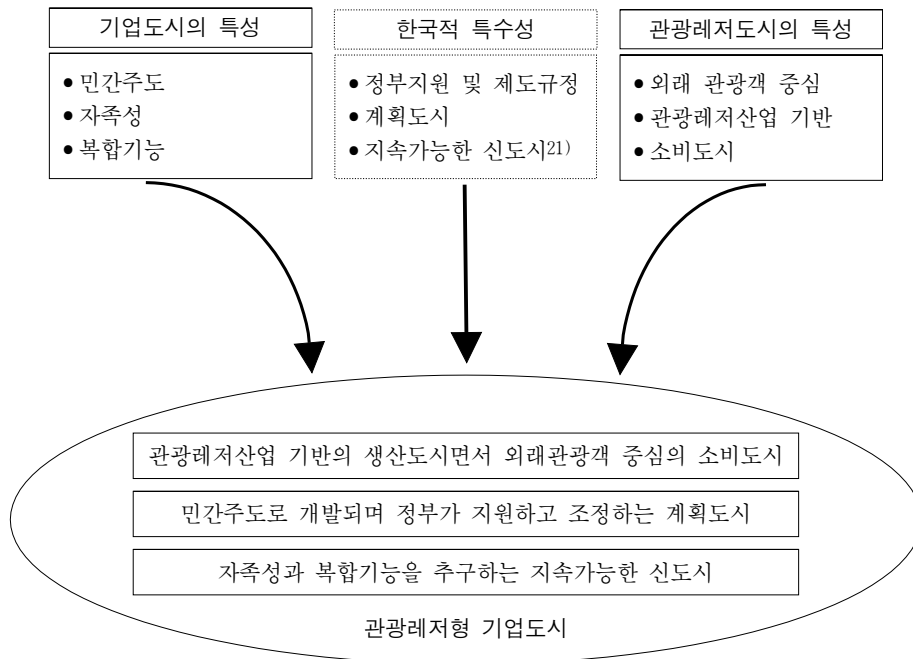 기업도시의 특성
● 민간주도
● 자족성
● 복합기능
한국적 특수성
● 정부지원 및 제도규정
● 계획도시
● 지속가능한 신도시21)
관광레저도시의 특성
● 외래 관광객 중심
● 관광레저산업 기반
● 소비도시
관광레저산업 기반의 생산도시면서 외래관광객 중심의 소비도시
민간주도로 개발되며 정부가 지원하고 조정하는 계획도시
자족성과 복합기능을 추구하는 지속가능한 신도시
관광레저형 기업도시